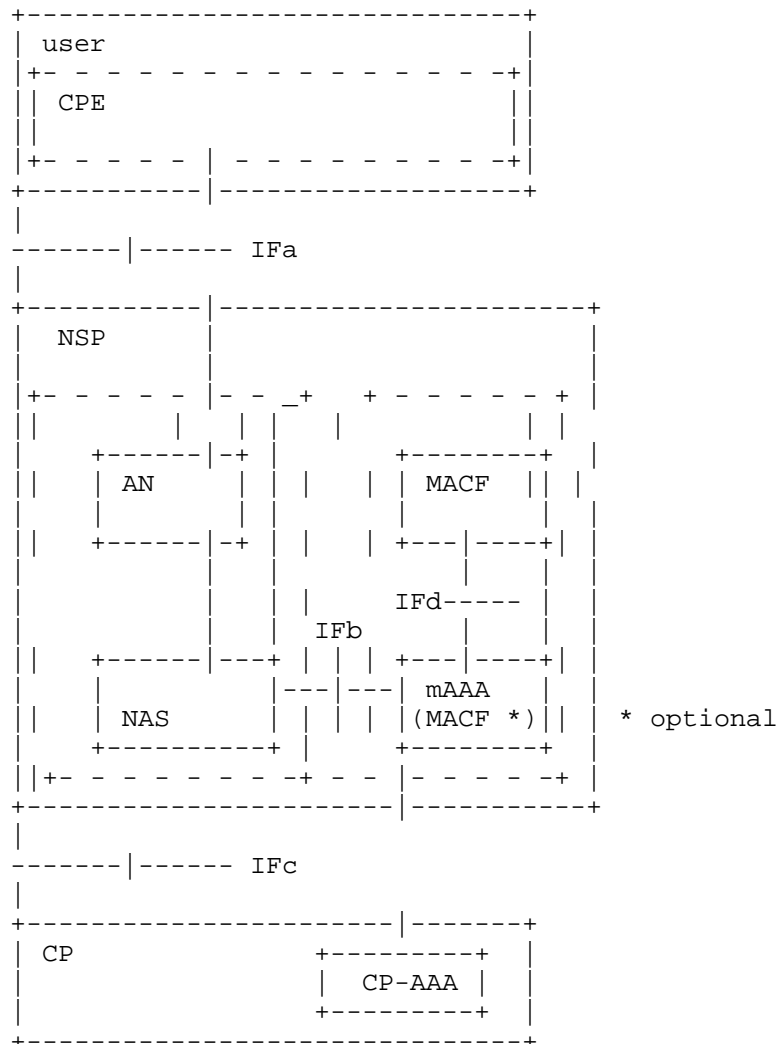 user
CPE
IFa
NSP
AN MACF
IFd
IFb
mAAA
NAS (MACF *) * optional
IFc
CP
CP-AAA